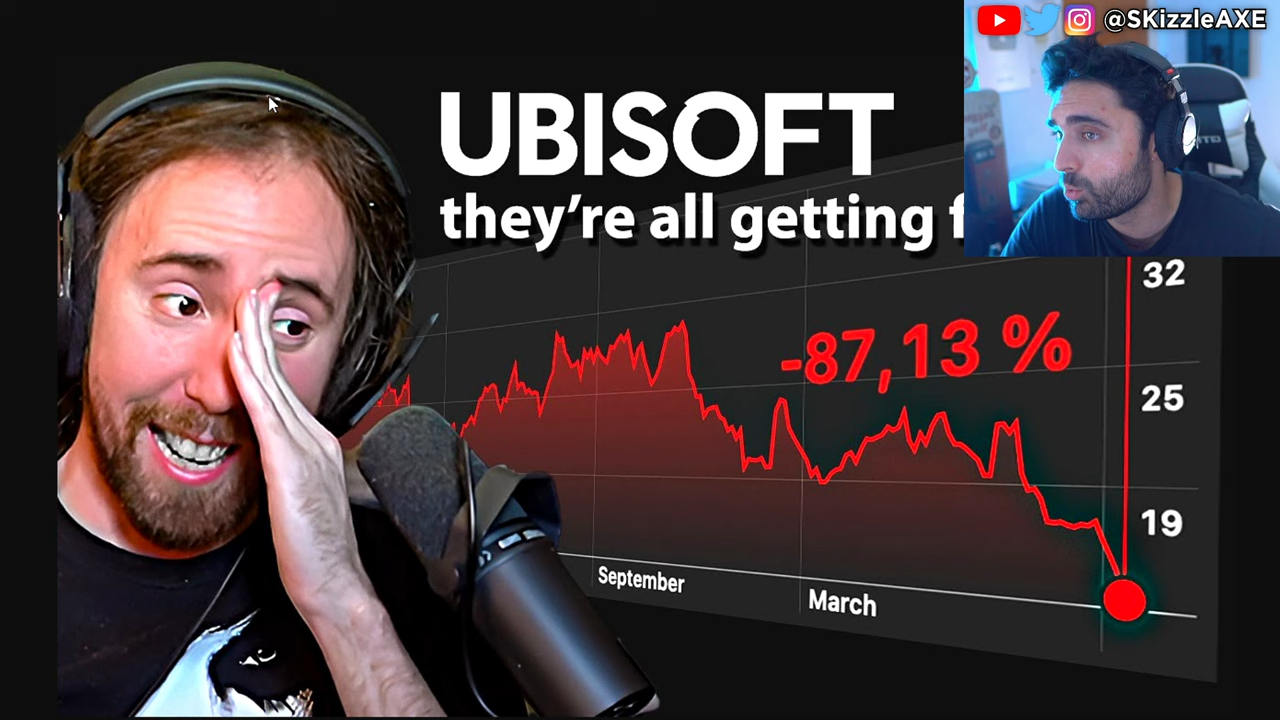 @SKizzleAXE
UBISOFT
they're all getting
32
-87,13 %
25
19
September
March